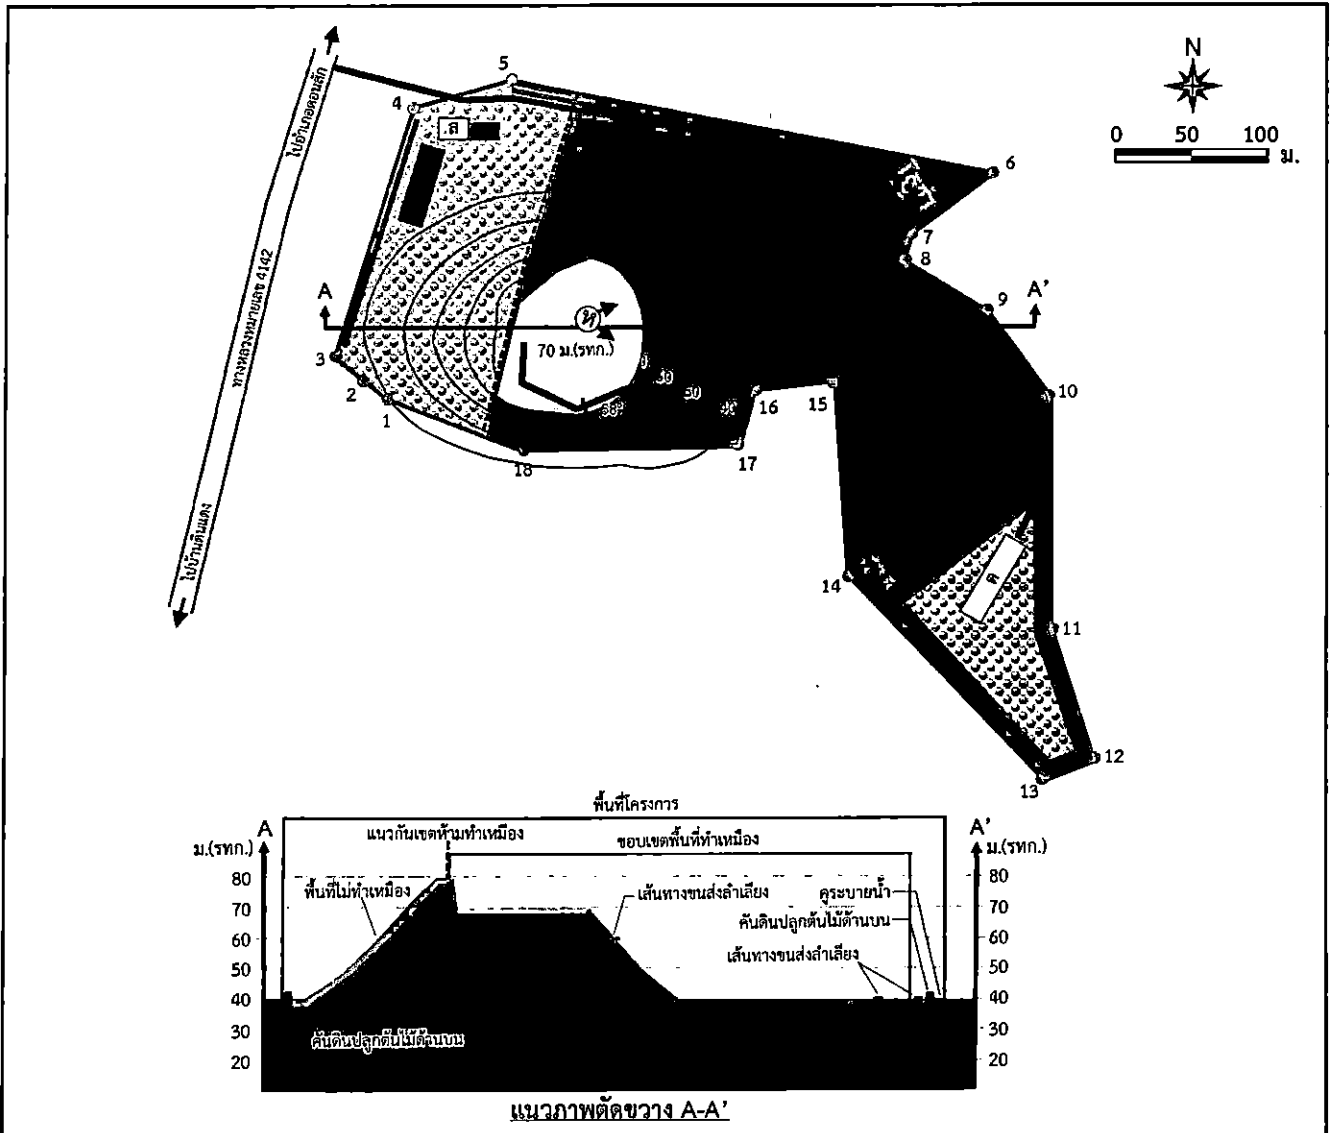 N
0 50 100
ม.
ไปอำเภอดอนสัก
ทางหลวงหมายเลข 4142
ไปบ้านดินแดง
5
4
ส
6
7
8
9
A
A'
ห
70 ม.(รทก.)
3
2
1
50
16
15
10
17
18
14
ค
11
12
13
พื้นที่โครงการ
A
A'
ม.(รทก.)
ม.(รทก.)
แนวกันเขตห้ามทำเหมือง
ขอบเขตพื้นที่ทำเหมือง
80
70
60
50
40
30
20
พื้นที่ไม่ทำเหมือง
เส้นทางขนส่งลำเลียง
คูระบายน้ำ
คันดินปลูกต้นไม้ด้านบน
เส้นทางขนส่งลำเลียง
80
70
60
50
40
30
20
คันดินปลูกต้นไม้ด้านบน
แนวภาพตัดขวาง A-A'